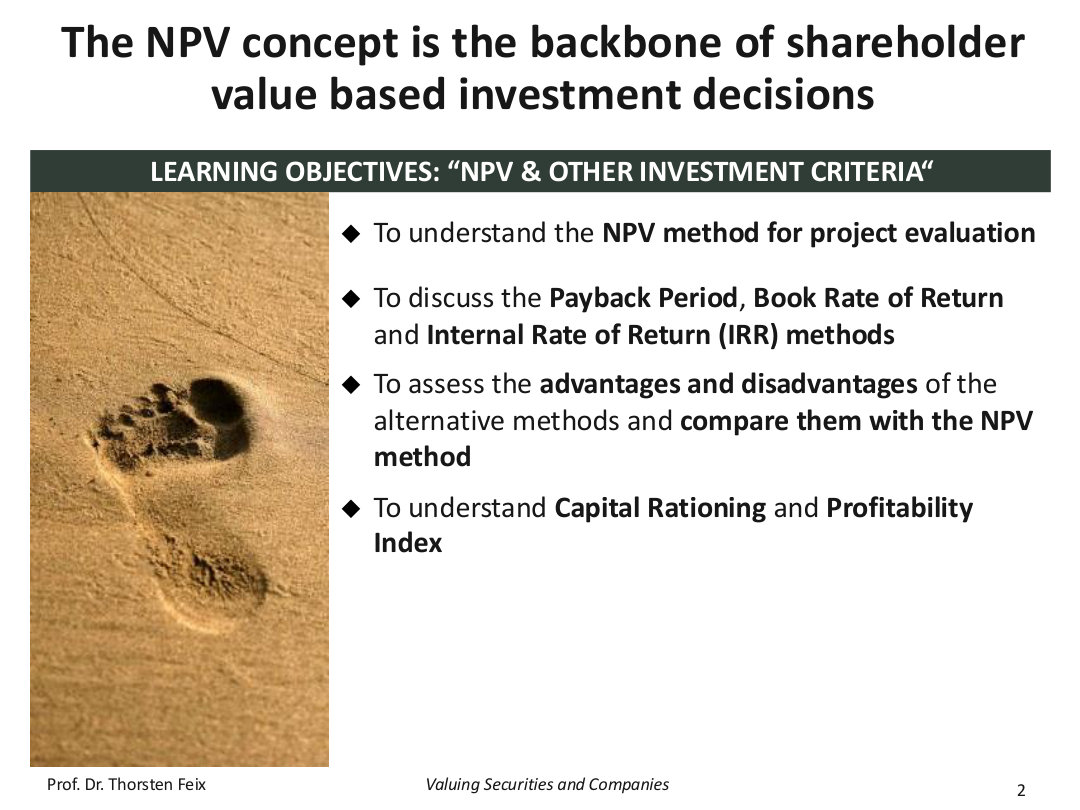 The NPV concept is the backbone of shareholder
value based investment decisions
LEARNING OBJECTIVES: “NPV & OTHER INVESTMENT CRITERIA“
◆ To understand the NPV method for project evaluation
◆ To discuss the Payback Period, Book Rate of Return
and Internal Rate of Return (IRR) methods
◆ To assess the advantages and disadvantages of the
alternative methods and compare them with the NPV
method
◆ To understand Capital Rationing and Profitability
Index
Prof. Dr. Thorsten Feix
Valuing Securities and Companies
2